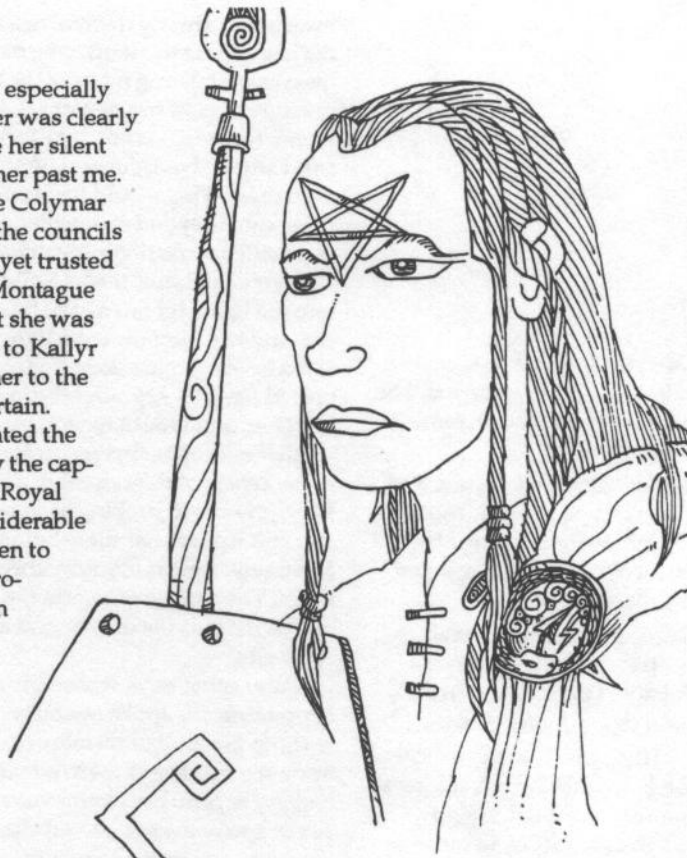 especially
er was clearly
e her silent
her past me.
e Colymar
the councils
yet trusted
Montague
t she was
to Kallyr
her to the
rtain.
ated the
y the cap-
Royal
siderable
en to
ro-
n